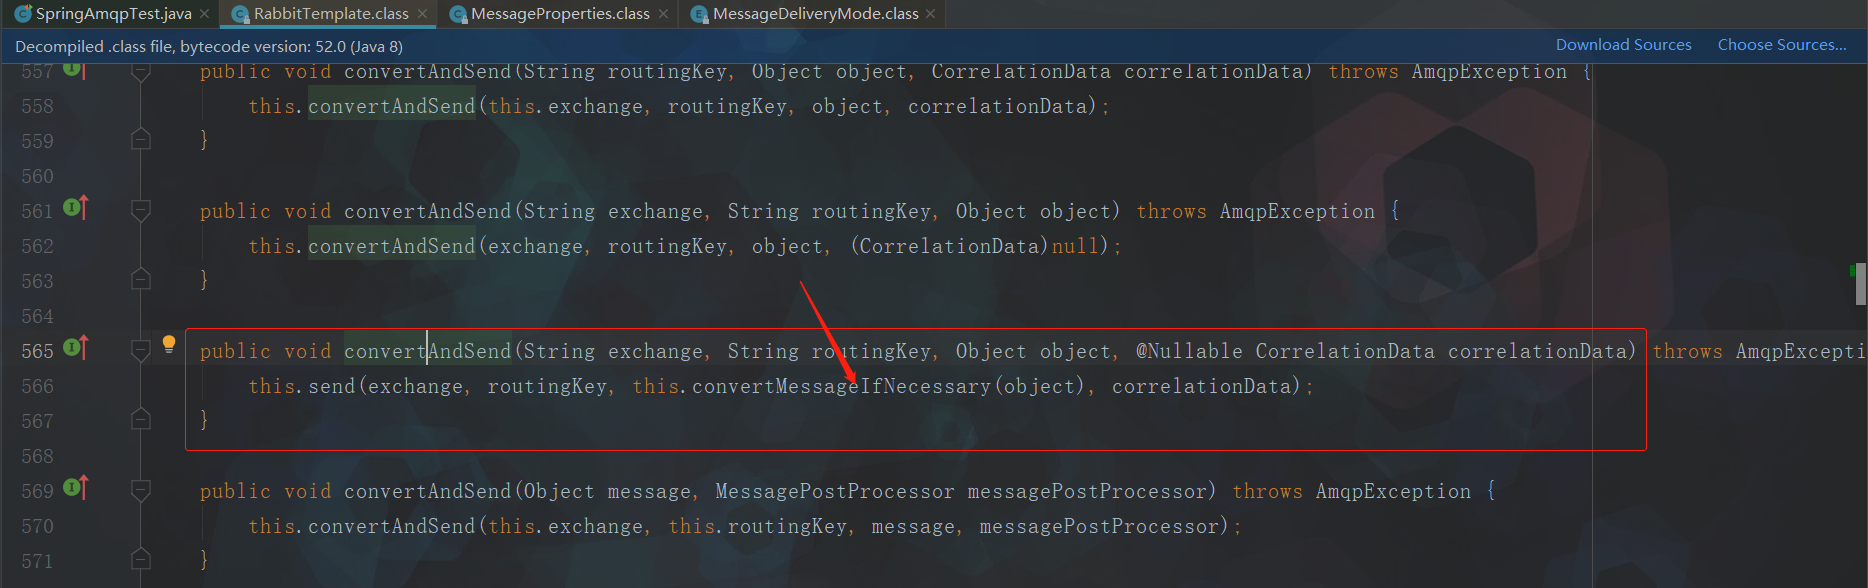 SpringAmqpTest.java RabbitTemplate.class MessageProperties.class MessageDeliveryMode.class
Decompiled .class file, bytecode version: 52.0 (Java 8) Download Sources Choose Sources...
557 public void convertAndSend(String routingKey, Object object, CorrelationData correlationData) throws AmqpException {
558 this.convertAndSend(this.exchange, routingKey, object, correlationData);
559 }
560
561 public void convertAndSend(String exchange, String routingKey, Object object) throws AmqpException {
562 this.convertAndSend(exchange, routingKey, object, (CorrelationData)null);
563 }
564
565 public void convertAndSend(String exchange, String routingKey, Object object, @Nullable CorrelationData correlationData) throws AmqpExcepti
566 this.send(exchange, routingKey, this.convertMessageIfNecessary(object), correlationData);
567 }
568
569 public void convertAndSend(Object message, MessagePostProcessor messagePostProcessor) throws AmqpException {
570 this.convertAndSend(this.exchange, this.routingKey, message, messagePostProcessor);
571 }